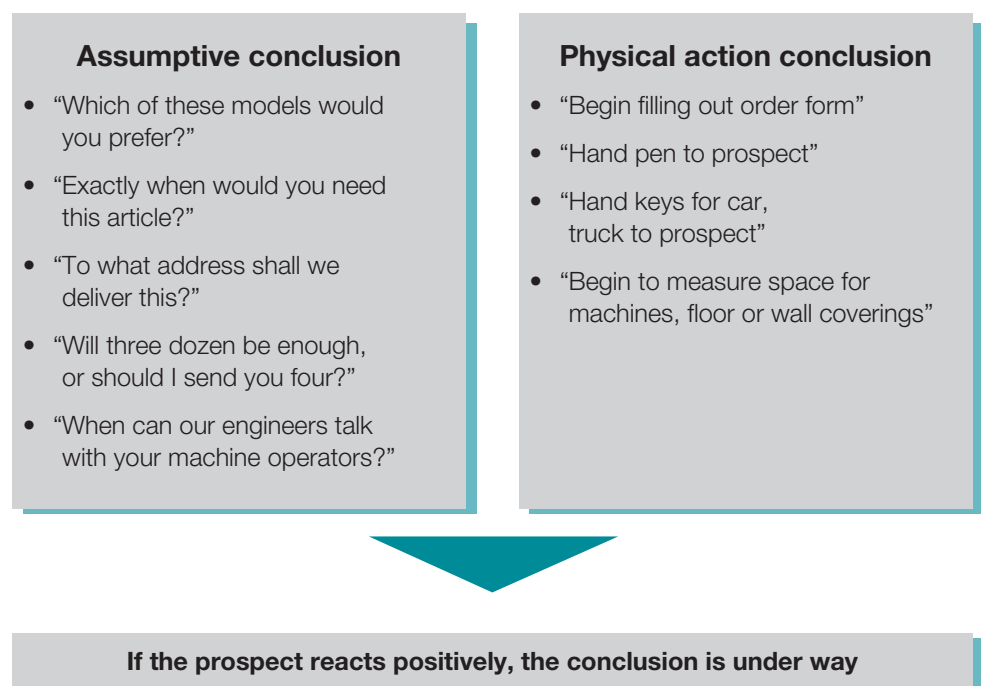 Assumptive conclusion
• “Which of these models would
you prefer?”
• “Exactly when would you need
this article?”
• “To what address shall we
deliver this?”
• “Will three dozen be enough,
or should I send you four?”
• “When can our engineers talk
with your machine operators?”
Physical action conclusion
• “Begin filling out order form”
• “Hand pen to prospect”
• “Hand keys for car,
truck to prospect”
• “Begin to measure space for
machines, floor or wall coverings”
If the prospect reacts positively, the conclusion is under way